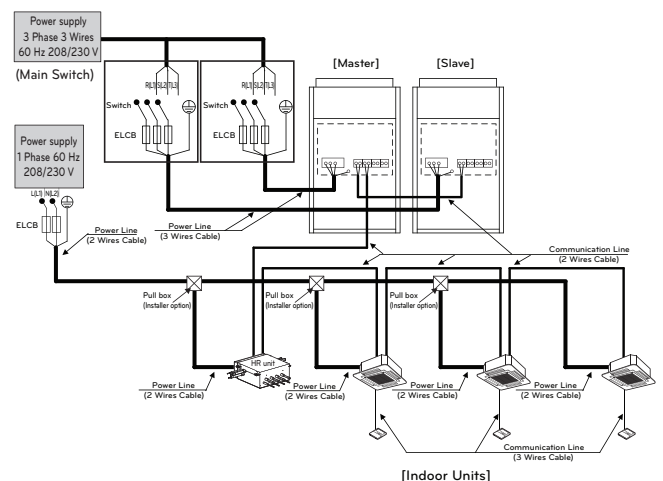 Power supply
3 Phase 3 Wires
60 Hz 208/230 V
(Main Switch)
[Master]
[Slave]
R(L1) S(L2) T(L3)
R(L1) S(L2) T(L3)
Switch
Switch
ELCB
ELCB
Power supply
1 Phase 60 Hz
208/230 V
L(L1) N(L2)
ELCB
Power Line
(2 Wires Cable)
Power Line
(3 Wires Cable)
Communication Line
(2 Wires Cable)
Pull box
(Installer option)
Pull box
(Installer option)
Pull box
(Installer option)
HR unit
Power Line
(2 Wires Cable)
Power Line
(2 Wires Cable)
Power Line
(2 Wires Cable)
Power Line
(2 Wires Cable)
Communication Line
(3 Wires Cable)
[Indoor Units]